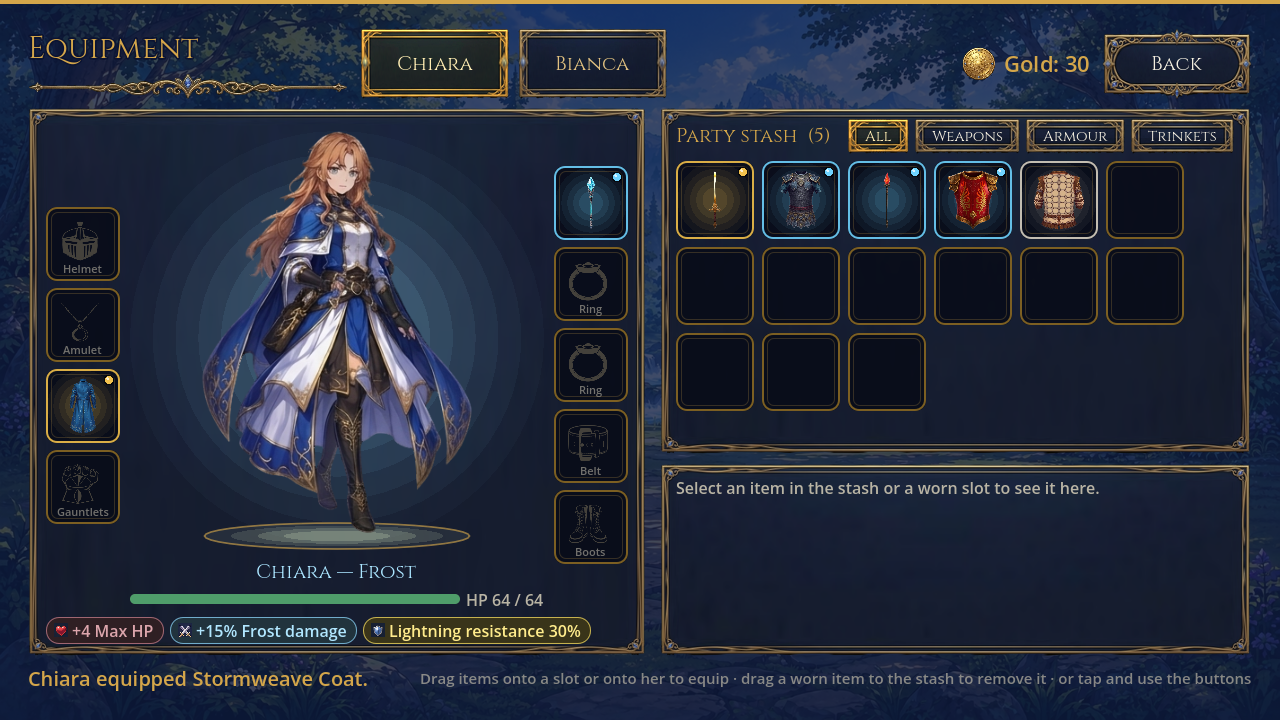 Equipment
Chiara
Bianca
Gold: 30
Back
Party stash (5)
All
Weapons
Armour
Trinkets
Helmet
Amulet
Gauntlets
Ring
Ring
Belt
Boots
Chiara — Frost
HP 64 / 64
+4 Max HP
+15% Frost damage
Lightning resistance 30%
Select an item in the stash or a worn slot to see it here.
Chiara equipped Stormweave Coat.
Drag items onto a slot or onto her to equip · drag a worn item to the stash to remove it · or tap and use the buttons